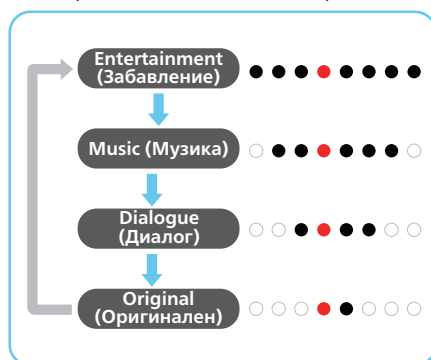 Entertainment
(Забавление)
Music (Музика)
Dialogue
(Диалог)
Original
(Оригинален)